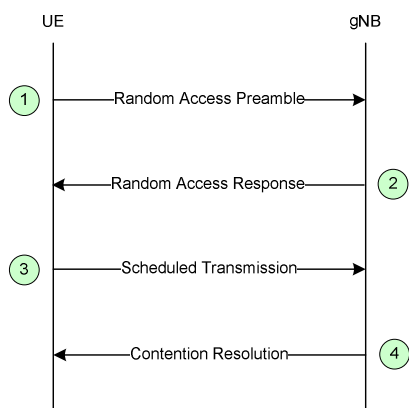 UE
gNB
1
Random Access Preamble
Random Access Response
2
3
Scheduled Transmission
Contention Resolution
4